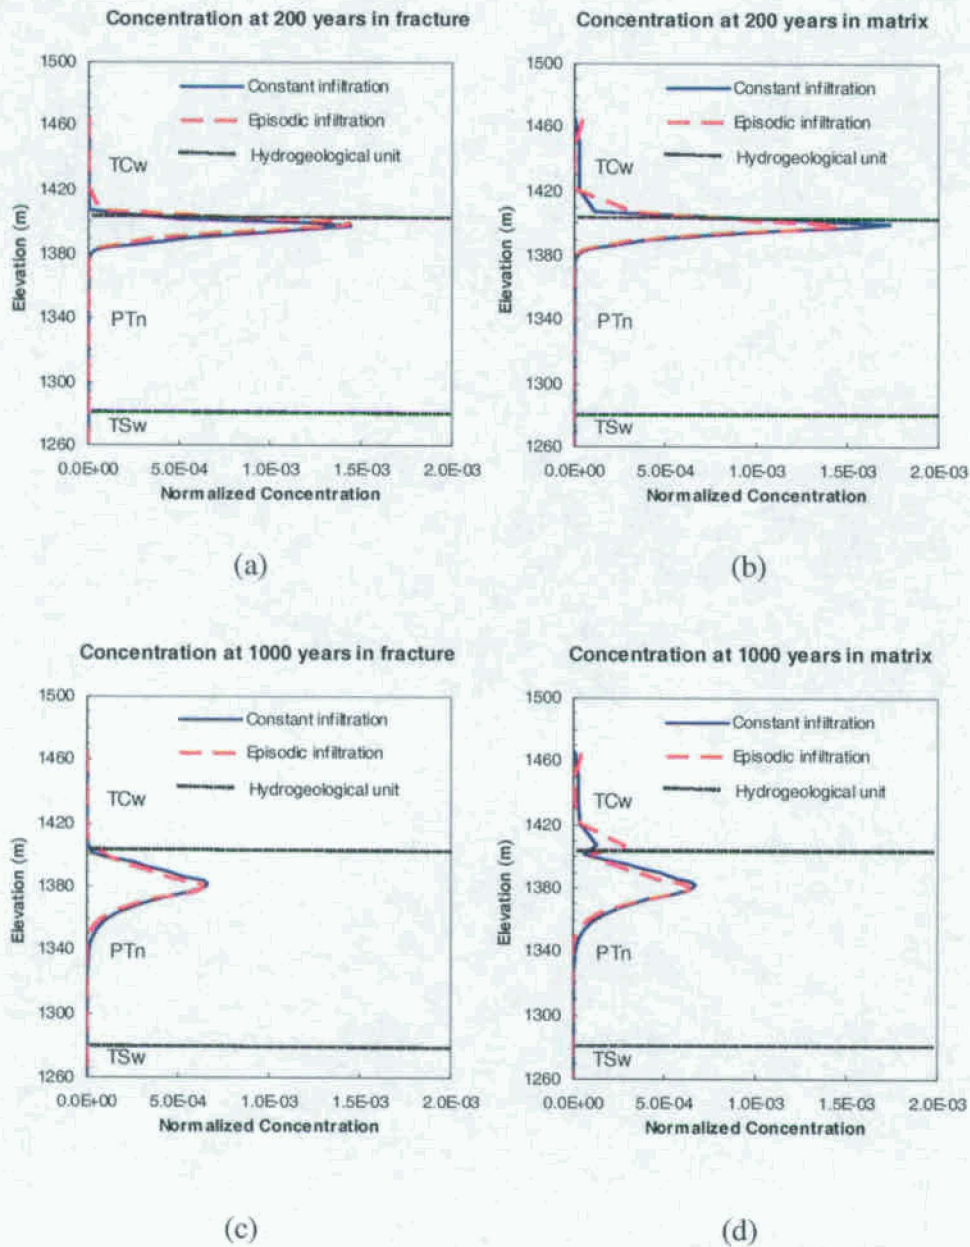 Concentration at 200 years in fracture
1500
1460
1420
1380
1340
1300
1260
Elevation (m)
Constant infiltration
Episodic infiltration
Hydrogeological unit
TCw
PTn
TSw
0.0E+00 5.0E-04 1.0E-03 1.5E-03 2.0E-03
Normalized Concentration
(a)
Concentration at 200 years in matrix
1500
1460
1420
1380
1340
1300
1260
Elevation (m)
Constant infiltration
Episodic infiltration
Hydrogeological unit
TCw
PTn
TSw
0.0E+00 5.0E-04 1.0E-03 1.5E-03 2.0E-03
Normalized Concentration
(b)
Concentration at 1000 years in fracture
1500
1460
1420
1380
1340
1300
1260
Elevation (m)
Constant infiltration
Episodic infiltration
Hydrogeological unit
TCw
PTn
TSw
0.0E+00 5.0E-04 1.0E-03 1.5E-03 2.0E-03
Normalized Concentration
(c)
Concentration at 1000 years in matrix
1500
1460
1420
1380
1340
1300
1260
Elevation (m)
Constant infiltration
Episodic infiltration
Hydrogeological unit
TCw
PTn
TSw
0.0E+00 5.0E-04 1.0E-03 1.5E-03 2.0E-03
Normalized Concentration
(d)